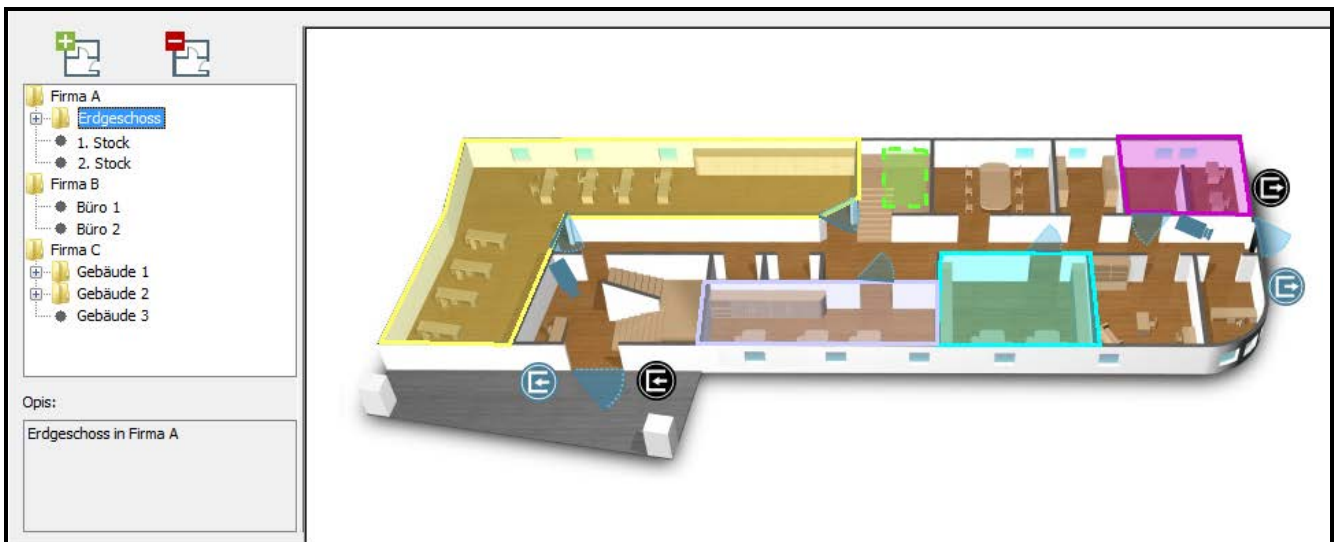 Firma A
Erdgeschoss
1. Stock
2. Stock
Firma B
Büro 1
Büro 2
Firma C
Gebäude 1
Gebäude 2
Gebäude 3
Opis:
Erdgeschoss in Firma A